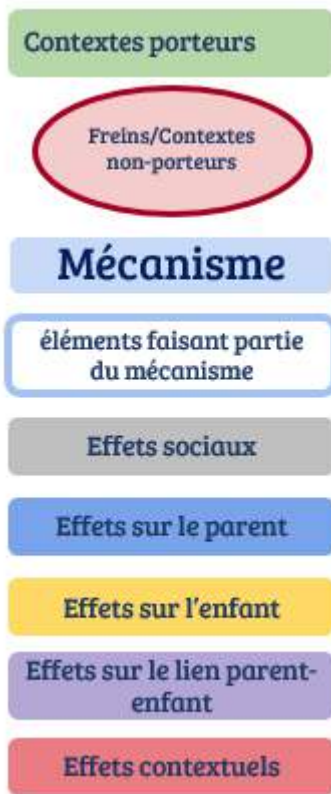 Contextes porteurs
Freins/Contextes
non-porteurs
Mécanisme
éléments faisant partie
du mécanisme
Effets sociaux
Effets sur le parent
Effets sur l'enfant
Effets sur le lien parent-
enfant
Effets contextuels